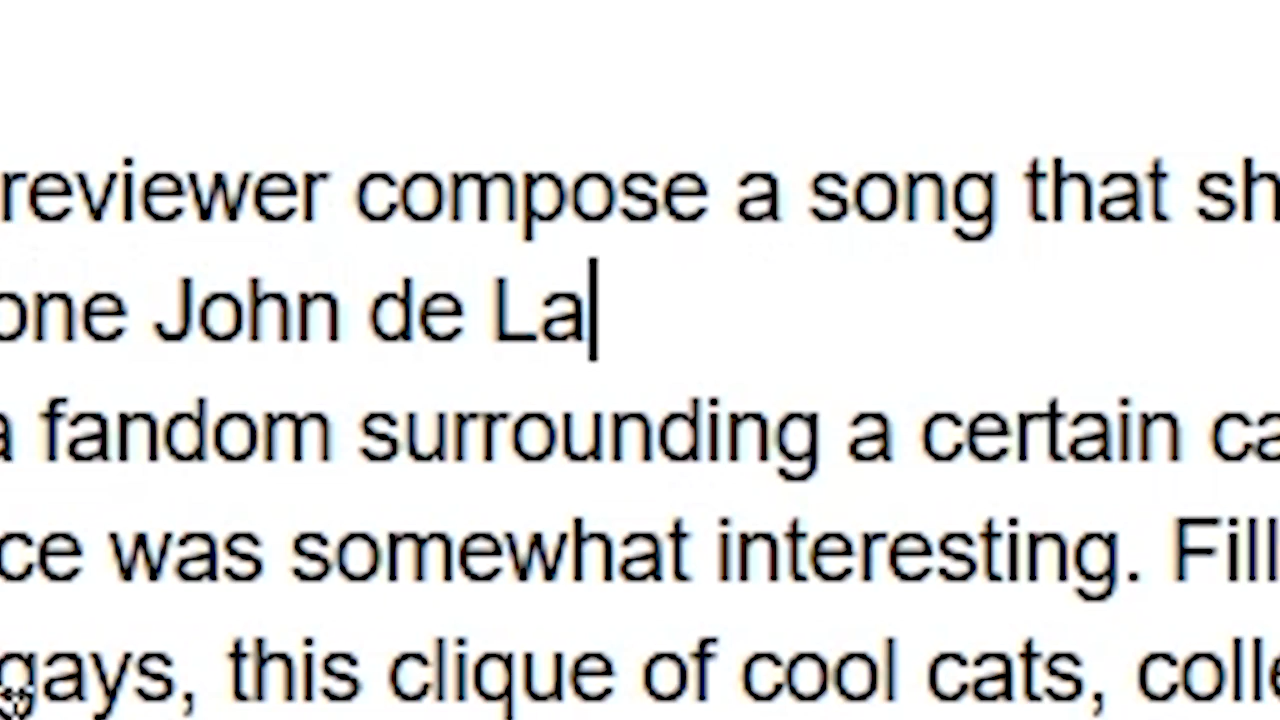 reviewer compose a song that sh
one John de La
a fandom surrounding a certain ca
ce was somewhat interesting. Fill
gays, this clique of cool cats, colle